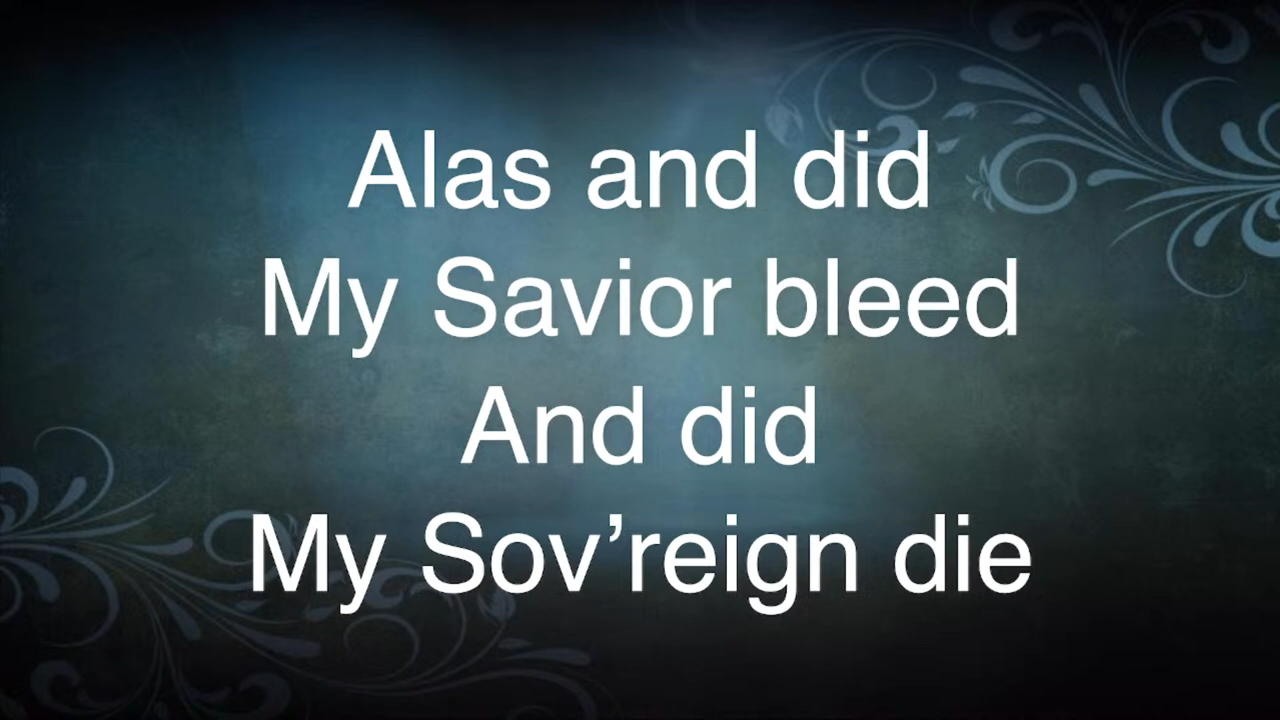 Alas and did
My Savior bleed
And did
My Sov’reign die